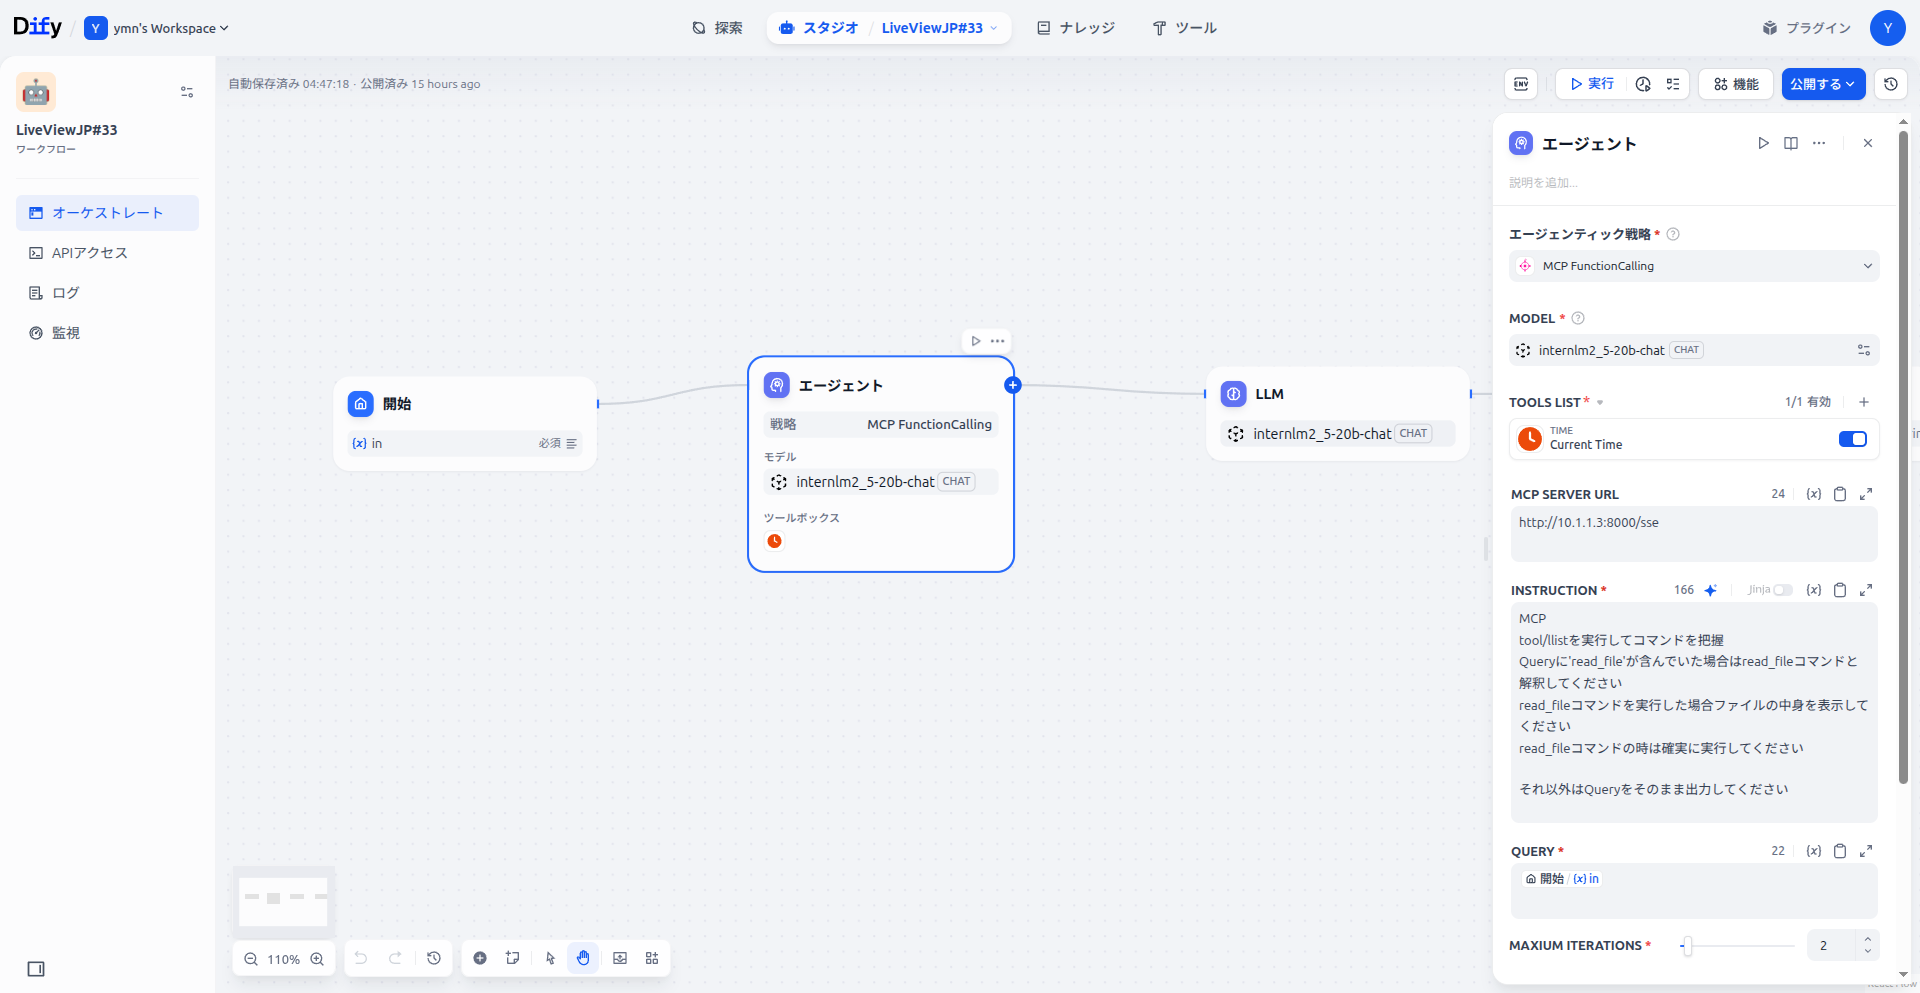 Dify / Y ymn's Workspace
探索
スタジオ / LiveViewJP#33
ナレッジ
ツール
プラグイン
Y
LiveViewJP#33
ワークフロー
オーケストレート
APIアクセス
ログ
監視
自動保存済み 04:47:18 · 公開済み 15 hours ago
ENV
実行
機能
公開する
開始
{x} in 必須
エージェント
戦略 MCP FunctionCalling
モデル
internlm2_5-20b-chat CHAT
ツールボックス
LLM
internlm2_5-20b-chat CHAT
110%
エージェント
説明を追加...
エージェンティック戦略 *
MCP FunctionCalling
MODEL *
internlm2_5-20b-chat CHAT
TOOLS LIST * 1/1 有効
TIME
Current Time
MCP SERVER URL 24 {x}
http://10.1.1.3:8000/sse
INSTRUCTION * 166 Jinja {x}
MCP
tool/llistを実行してコマンドを把握
Queryに'read_file'が含んでいた場合はread_fileコマンドと
解釈してください
read_fileコマンドを実行した場合ファイルの中身を表示して
ください
read_fileコマンドの時は確実に実行してください
それ以外はQueryをそのまま出力してください
QUERY * 22 {x}
開始 / {x} in
MAXIUM ITERATIONS * 2